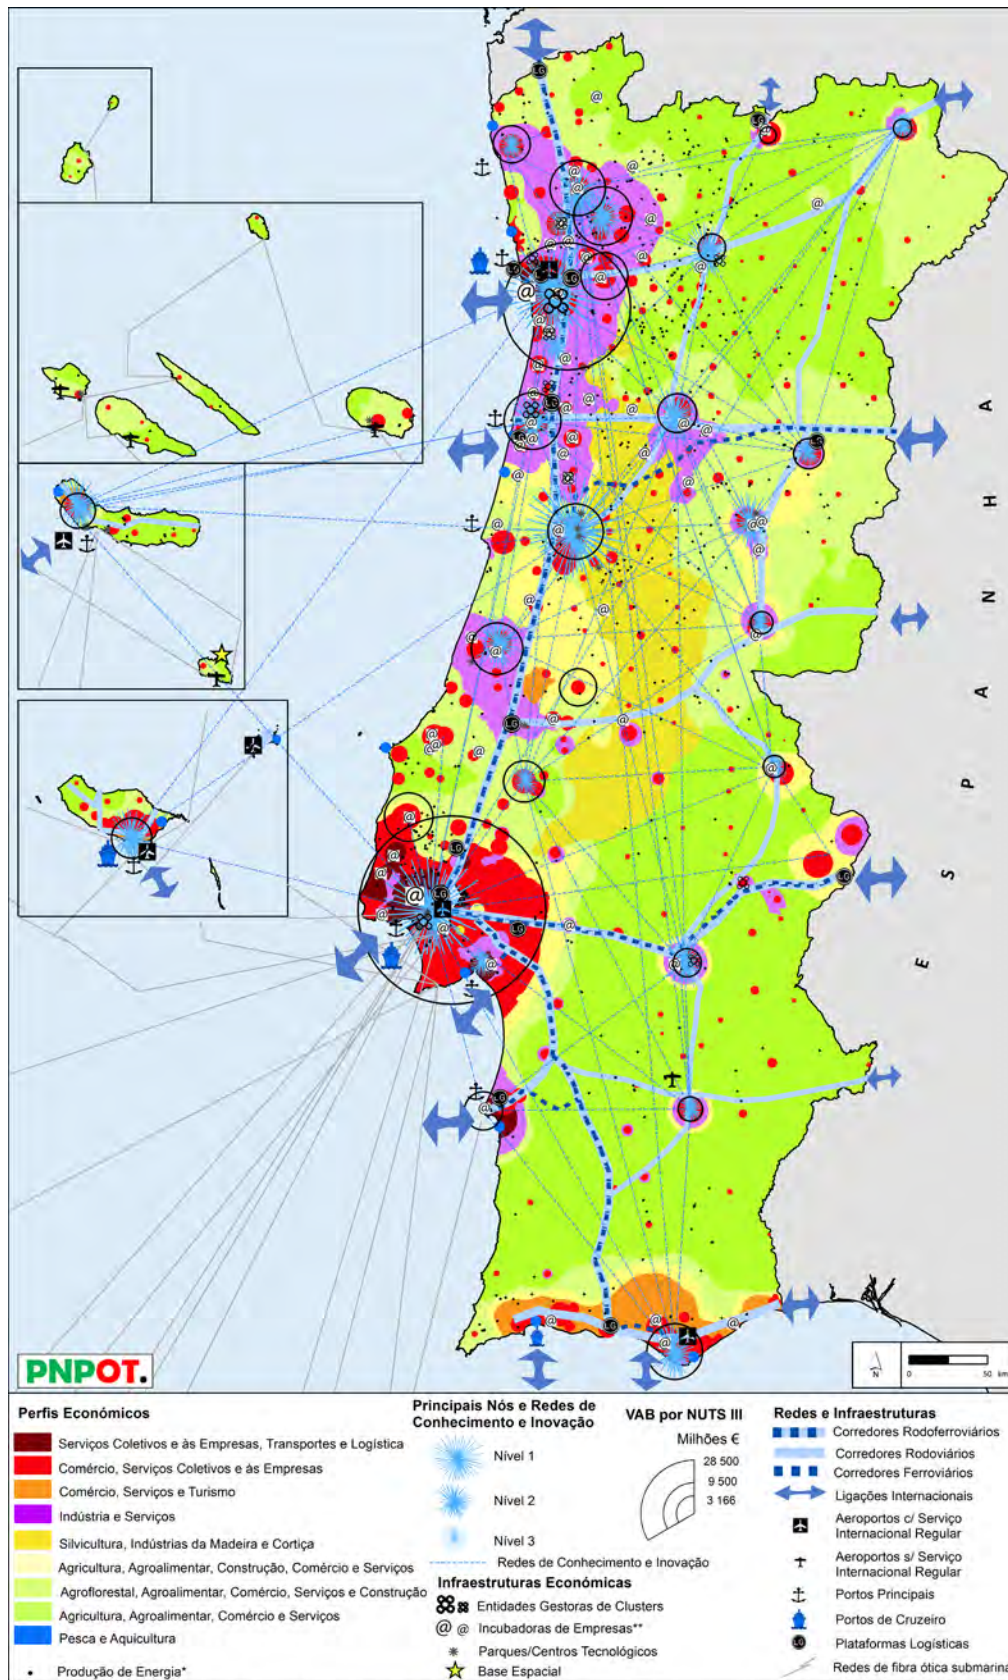 ESPANHA
PNPOT.
N
0 50 km
Perfis Económicos
Serviços Coletivos e às Empresas, Transportes e Logística
Comércio, Serviços Coletivos e às Empresas
Comércio, Serviços e Turismo
Indústria e Serviços
Silvicultura, Indústrias da Madeira e Cortiça
Agricultura, Agroalimentar, Construção, Comércio e Serviços
Agroflorestal, Agroalimentar, Comércio, Serviços e Construção
Agricultura, Agroalimentar, Comércio e Serviços
Pesca e Aquicultura
Produção de Energia*
Principais Nós e Redes de
Conhecimento e Inovação
Nível 1
Nível 2
Nível 3
Redes de Conhecimento e Inovação
Infraestruturas Económicas
Entidades Gestoras de Clusters
@ @ Incubadoras de Empresas**
Parques/Centros Tecnológicos
Base Espacial
VAB por NUTS III
Milhões €
28 500
9 500
3 166
Redes e Infraestruturas
Corredores Rodoferroviários
Corredores Rodoviários
Corredores Ferroviários
Ligações Internacionais
Aeroportos c/ Serviço
Internacional Regular
Aeroportos s/ Serviço
Internacional Regular
Portos Principais
Portos de Cruzeiro
LG Plataformas Logísticas
Redes de fibra ótica submarina